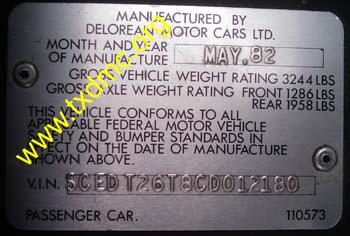 MANUFACTURED BY
DELOREAN MOTOR CARS LTD.
MONTH AND YEAR
OF MANUFACTURE MAY.82
GROSS VEHICLE WEIGHT RATING 3244 LBS
GROSS AXLE WEIGHT RATING FRONT 1286 LBS
REAR 1958 LBS
THIS VEHICLE CONFORMS TO ALL
APPLICABLE FEDERAL MOTOR VEHICLE
SAFETY AND BUMPER STANDARDS IN
EFFECT ON THE DATE OF MANUFACTURE
SHOWN ABOVE.
V.I.N. SCEDT26T8CD012180
PASSENGER CAR. 110573
www.txdmc.org